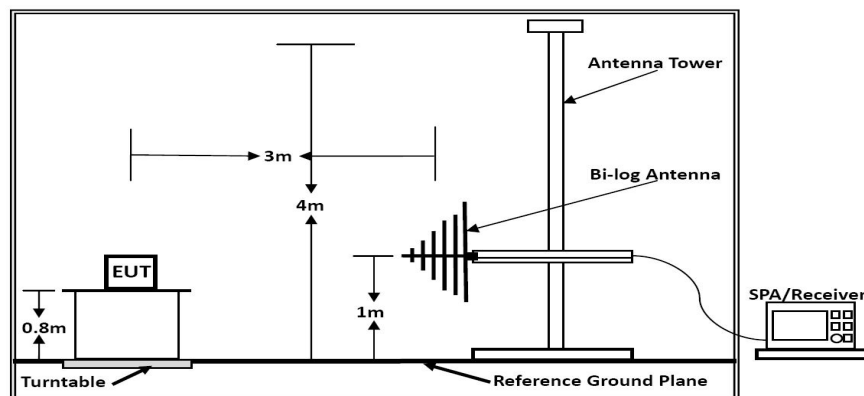 Antenna Tower
3m
Bi-log Antenna
4m
EUT
SPA/Receiver
0.8m
1m
Turntable
Reference Ground Plane